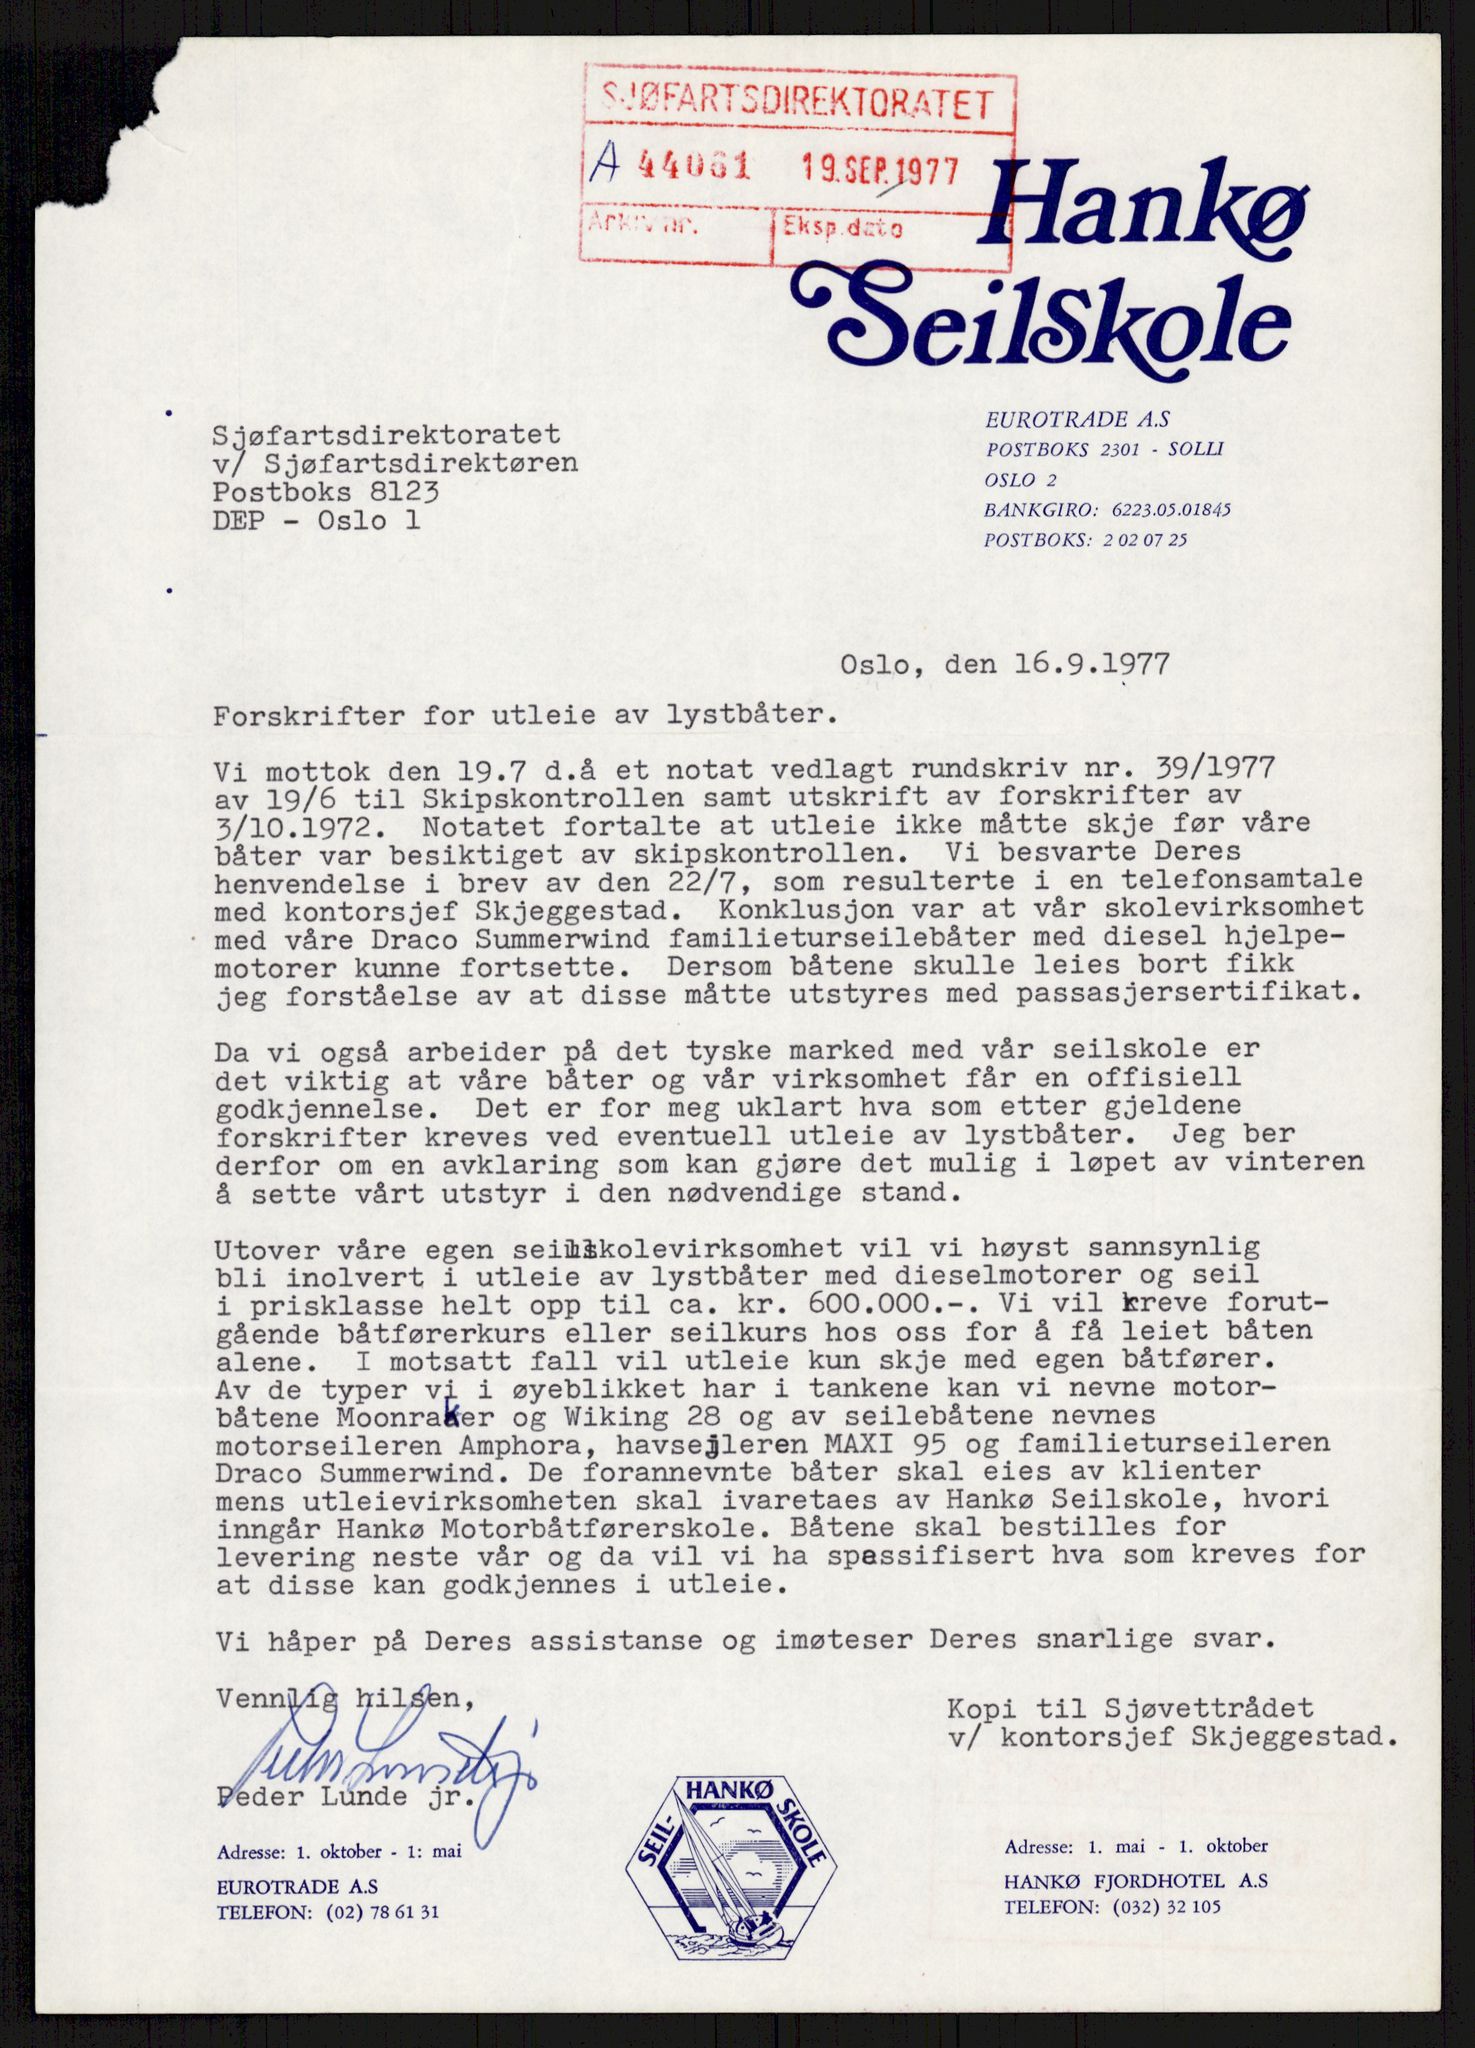 SJØFARTSDIREKTORATET
A 44061 19. SEP. 1977
Arkiv nr. Eksp. dato
Hankø
Seilskole
EUROTRADE A.S
POSTBOKS 2301 - SOLLI
OSLO 2
BANKGIRO: 6223.05.01845
POSTBOKS: 2 02 07 25
Sjøfartsdirektoratet
v/ Sjøfartsdirektøren
Postboks 8123
DEP - Oslo 1
Oslo, den 16.9.1977
Forskrifter for utleie av lystbåter.
Vi mottok den 19.7 d.å et notat vedlagt rundskriv nr. 39/1977
av 19/6 til Skipskontrollen samt utskrift av forskrifter av
3/10.1972. Notatet fortalte at utleie ikke måtte skje før våre
båter var besiktiget av skipskontrollen. Vi besvarte Deres
henvendelse i brev av den 22/7, som resulterte i en telefonsamtale
med kontorsjef Skjeggestad. Konklusjon var at vår skolevirksomhet
med våre Draco Summerwind familieturseilebåter med diesel hjelpe-
motorer kunne fortsette. Dersom båtene skulle leies bort fikk
jeg forståelse av at disse måtte utstyres med passasjersertifikat.
Da vi også arbeider på det tyske marked med vår seilskole er
det viktig at våre båter og vår virksomhet får en offisiell
godkjennelse. Det er for meg uklart hva som etter gjeldene
forskrifter kreves ved eventuell utleie av lystbåter. Jeg ber
derfor om en avklaring som kan gjøre det mulig i løpet av vinteren
å sette vårt utstyr i den nødvendige stand.
Utover våre egen seilskolevirksomhet vil vi høyst sannsynlig
bli inolvert i utleie av lystbåter med dieselmotorer og seil
i prisklasse helt opp til ca. kr. 600.000.-. Vi vil kreve forut-
gående båtførerkurs eller seilkurs hos oss for å få leiet båten
alene. I motsatt fall vil utleie kun skje med egen båtfører.
Av de typer vi i øyeblikket har i tankene kan vi nevne motor-
båtene Moonraker og Wiking 28 og av seilebåtene nevnes
motorseileren Amphora, havsejleren MAXI 95 og familieturseileren
Draco Summerwind. De forannevnte båter skal eies av klienter
mens utleievirksomheten skal ivaretaes av Hankø Seilskole, hvori
inngår Hankø Motorbåtførerskole. Båtene skal bestilles for
levering neste vår og da vil vi ha spessifisert hva som kreves for
at disse kan godkjennes i utleie.
Vi håper på Deres assistanse og imøteser Deres snarlige svar.
Vennlig hilsen,
Peder Lunde jr.
Peder Lunde jr.
Kopi til Sjøvettrådet
v/ kontorsjef Skjeggestad.
Adresse: 1. oktober - 1: mai
EUROTRADE A.S
TELEFON: (02) 78 61 31
SEIL- HANKØ SKOLE
Adresse: 1. mai - 1. oktober
HANKØ FJORDHOTEL A.S
TELEFON: (032) 32 105